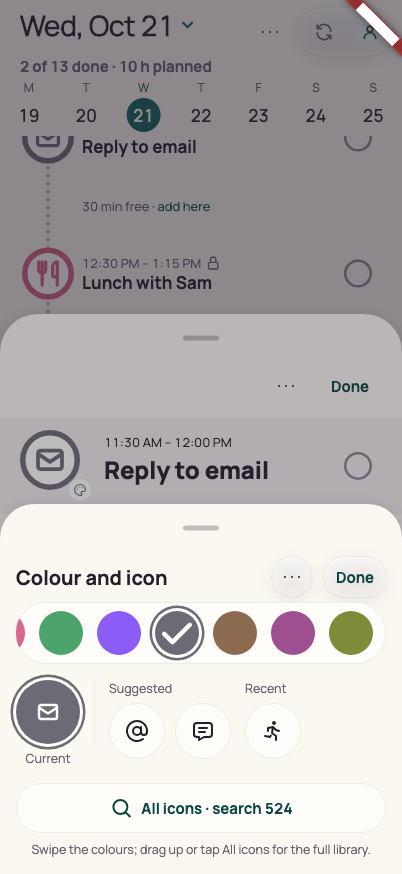 Wed, Oct 21
2 of 13 done · 10 h planned
M T W T F S S
19 20 21 22 23 24 25
Reply to email
30 min free · add here
12:30 PM – 1:15 PM
Lunch with Sam
Done
11:30 AM – 12:00 PM
Reply to email
Colour and icon
Done
Suggested Recent
Current
All icons · search 524
Swipe the colours; drag up or tap All icons for the full library.